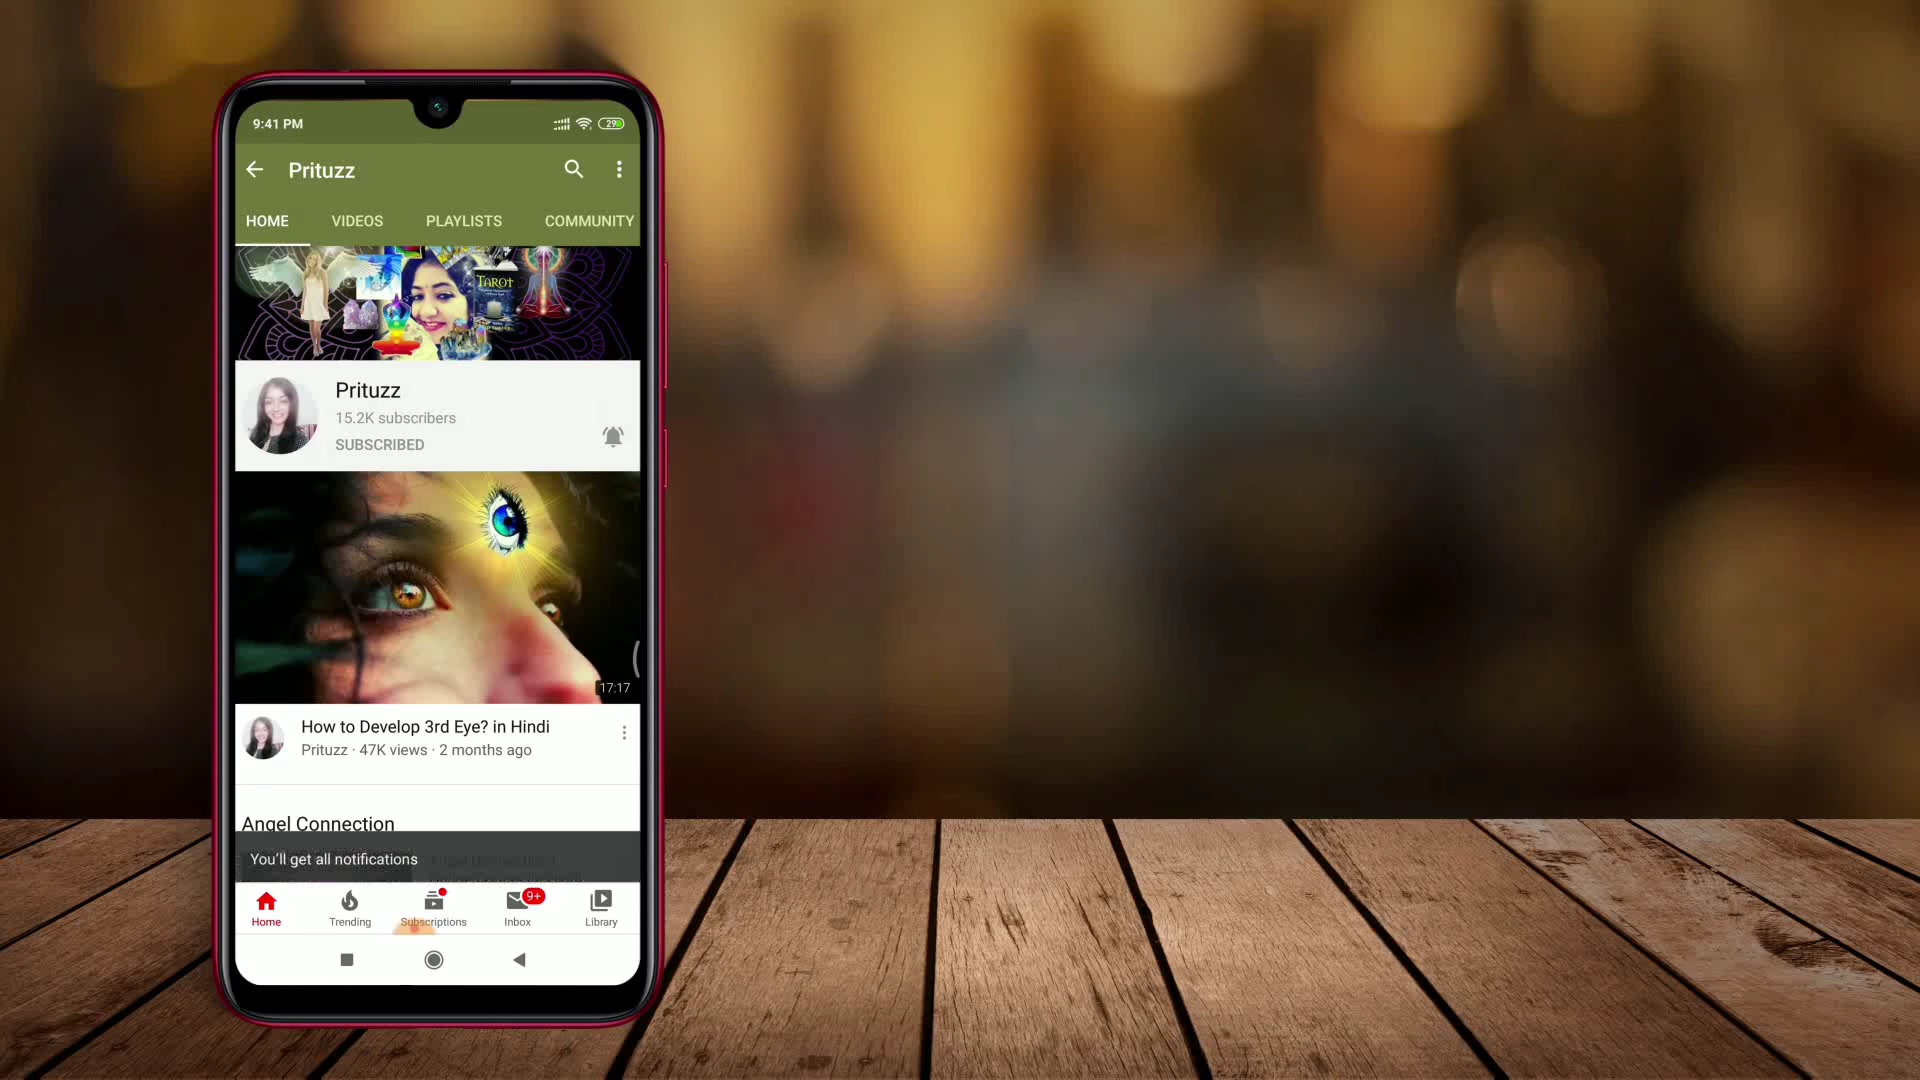 9:41 PM
29
Prituzz
HOME VIDEOS PLAYLISTS COMMUNITY
TAROT
Prituzz
15.2K subscribers
SUBSCRIBED
17:17
How to Develop 3rd Eye? in Hindi
Prituzz · 47K views · 2 months ago
Angel Connection
You'll get all notifications
9+
Home Trending Subscriptions Inbox Library